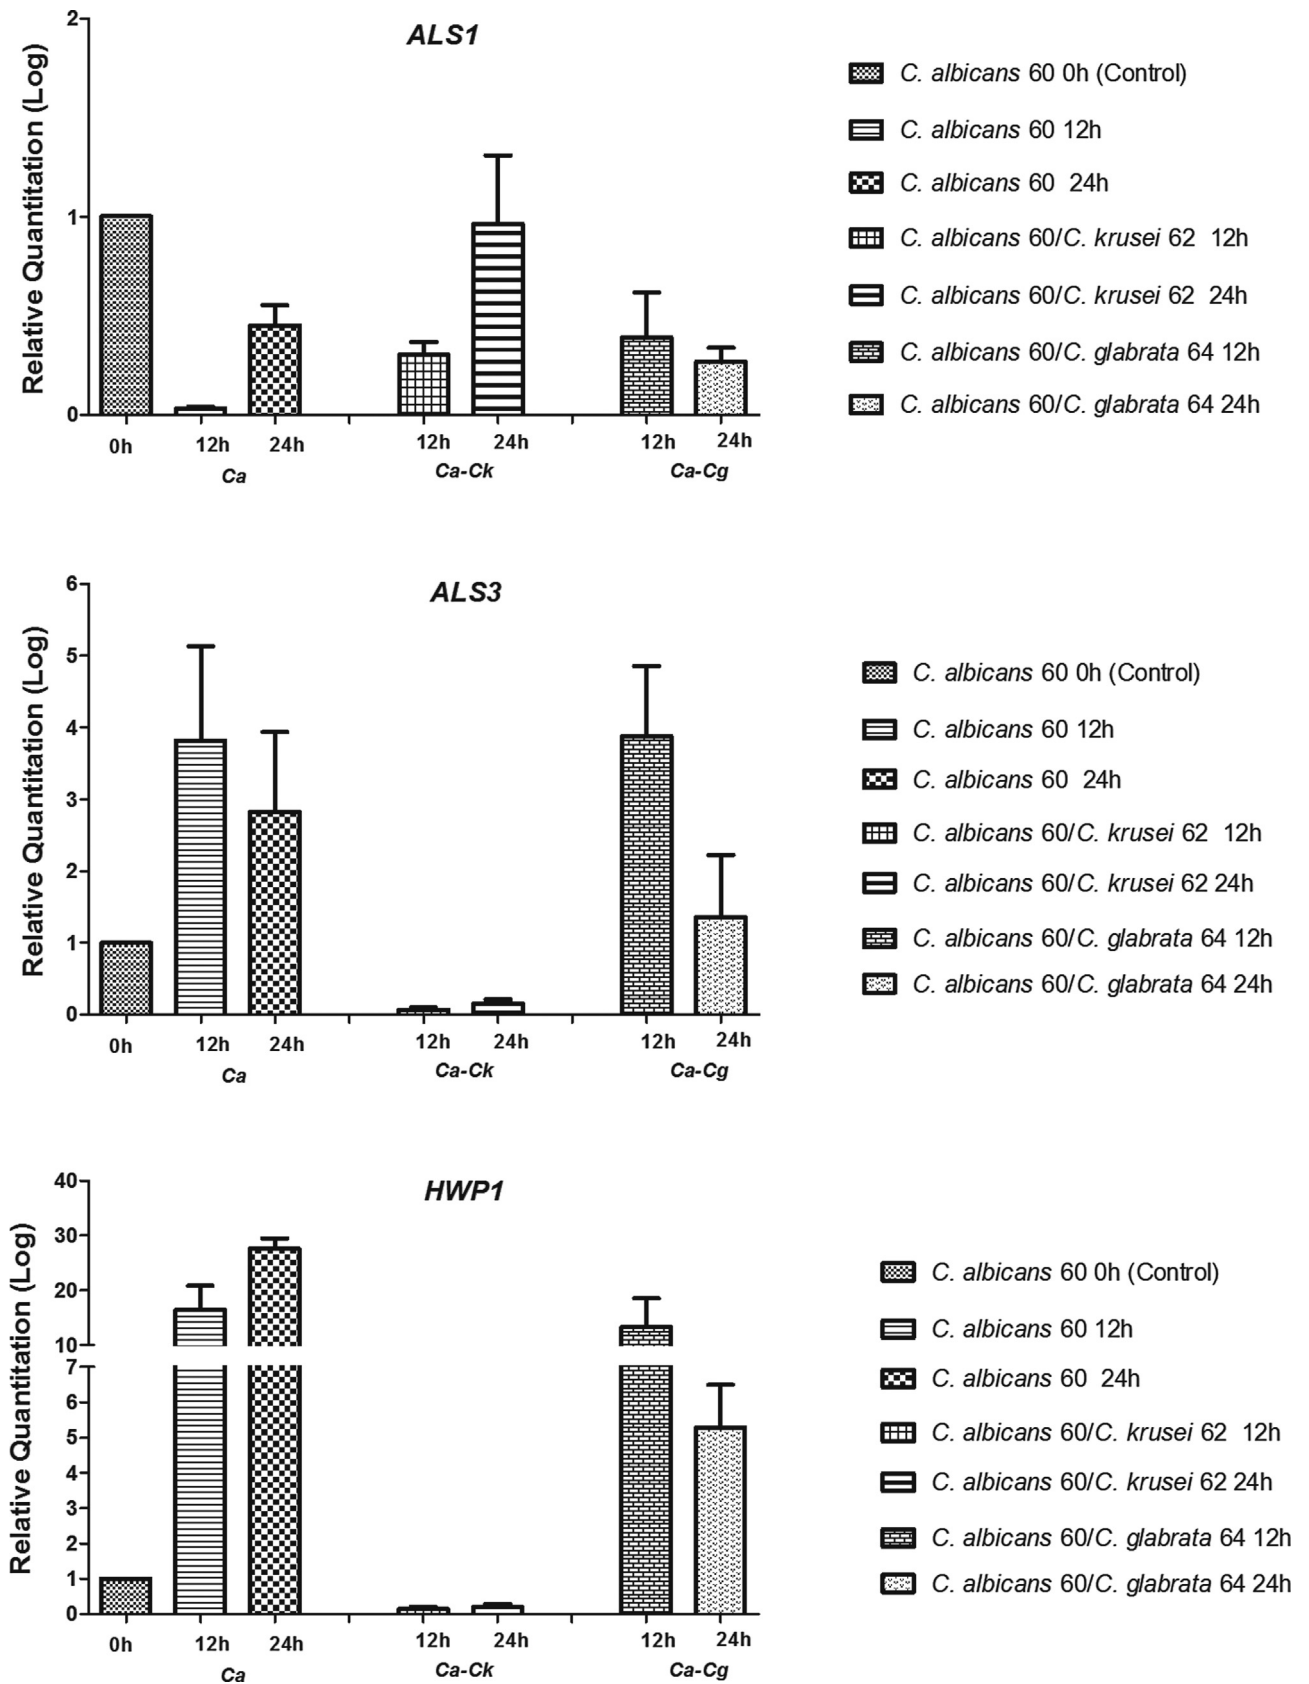 ALS1
Relative Quantitation (Log)
2
1
0
0h 12h 24h 12h 24h 12h 24h
Ca Ca-Ck Ca-Cg
C. albicans 60 0h (Control)
C. albicans 60 12h
C. albicans 60 24h
C. albicans 60/C. krusei 62 12h
C. albicans 60/C. krusei 62 24h
C. albicans 60/C. glabrata 64 12h
C. albicans 60/C. glabrata 64 24h
ALS3
Relative Quantitation (Log)
6
5
4
3
2
1
0
0h 12h 24h 12h 24h 12h 24h
Ca Ca-Ck Ca-Cg
C. albicans 60 0h (Control)
C. albicans 60 12h
C. albicans 60 24h
C. albicans 60/C. krusei 62 12h
C. albicans 60/C. krusei 62 24h
C. albicans 60/C. glabrata 64 12h
C. albicans 60/C. glabrata 64 24h
HWP1
Relative Quantitation (Log)
40
30
20
10
7
6
5
4
3
2
1
0
0h 12h 24h 12h 24h 12h 24h
Ca Ca-Ck Ca-Cg
C. albicans 60 0h (Control)
C. albicans 60 12h
C. albicans 60 24h
C. albicans 60/C. krusei 62 12h
C. albicans 60/C. krusei 62 24h
C. albicans 60/C. glabrata 64 12h
C. albicans 60/C. glabrata 64 24h